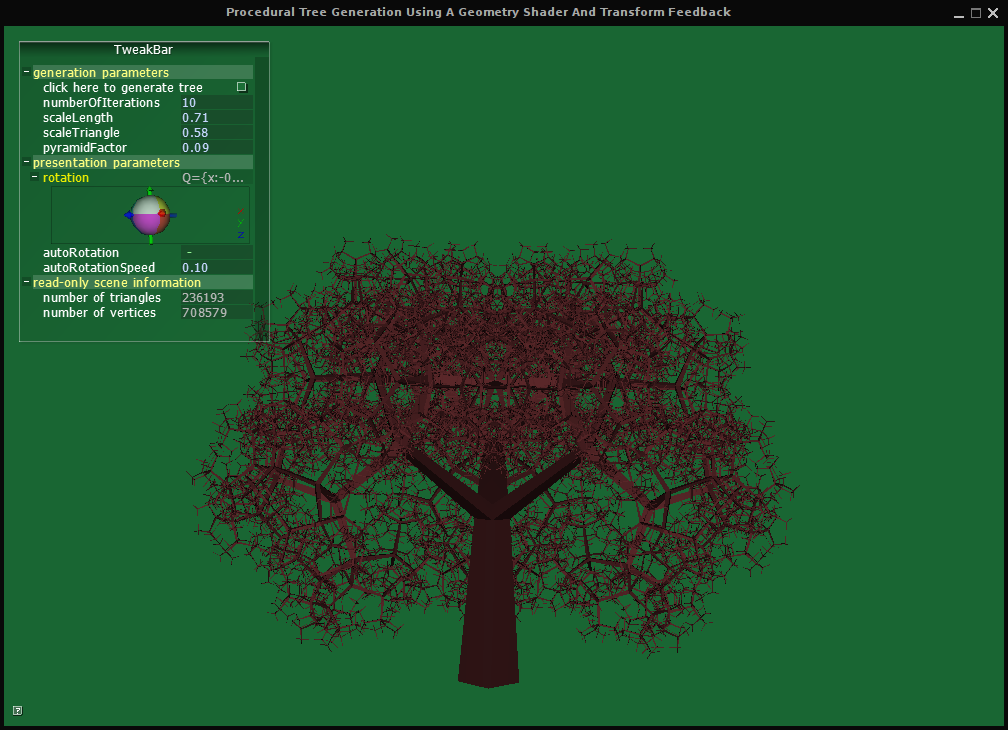 Procedural Tree Generation Using A Geometry Shader And Transform Feedback
TweakBar
generation parameters
click here to generate tree
numberOfIterations 10
scaleLength 0.71
scaleTriangle 0.58
pyramidFactor 0.09
presentation parameters
rotation Q={x:-0...
X
Y
Z
autoRotation -
autoRotationSpeed 0.10
read-only scene information
number of triangles 236193
number of vertices 708579
?